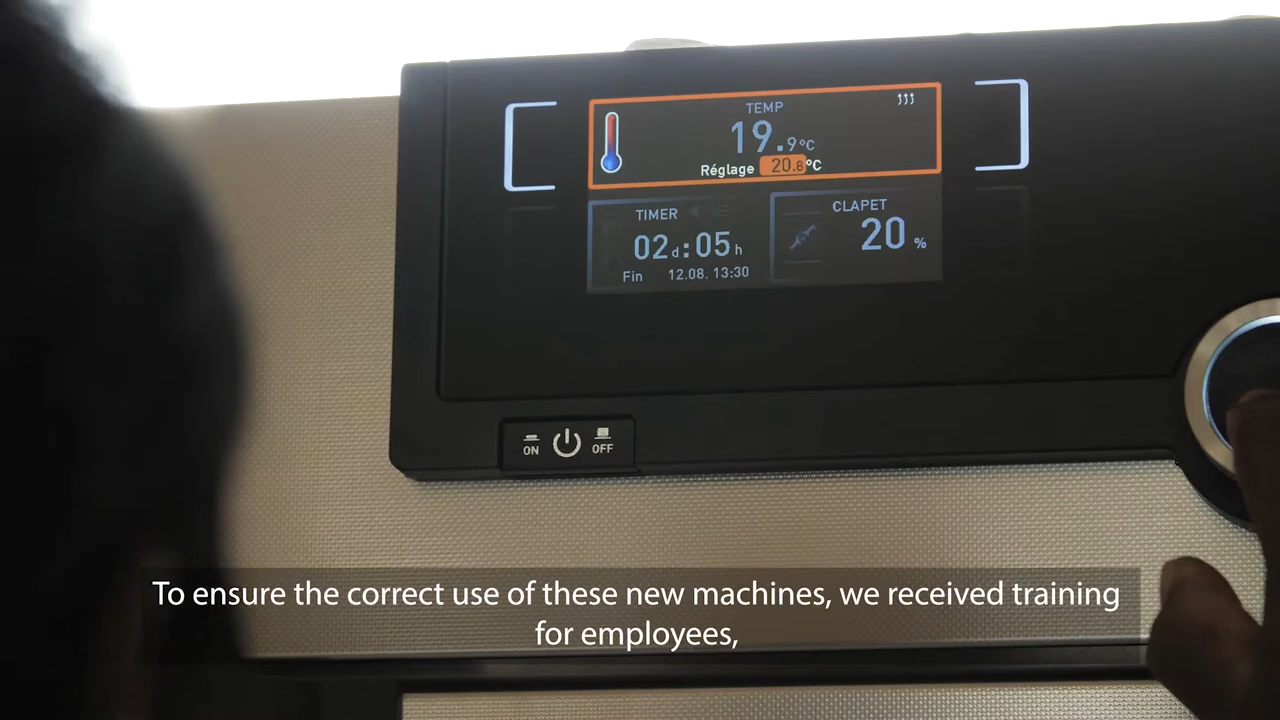 TEMP
19.9°C
Réglage 20.8°C
TIMER
02d:05h
Fin 12.08. 13:30
CLAPET
20 %
ON OFF
To ensure the correct use of these new machines, we received training
for employees,